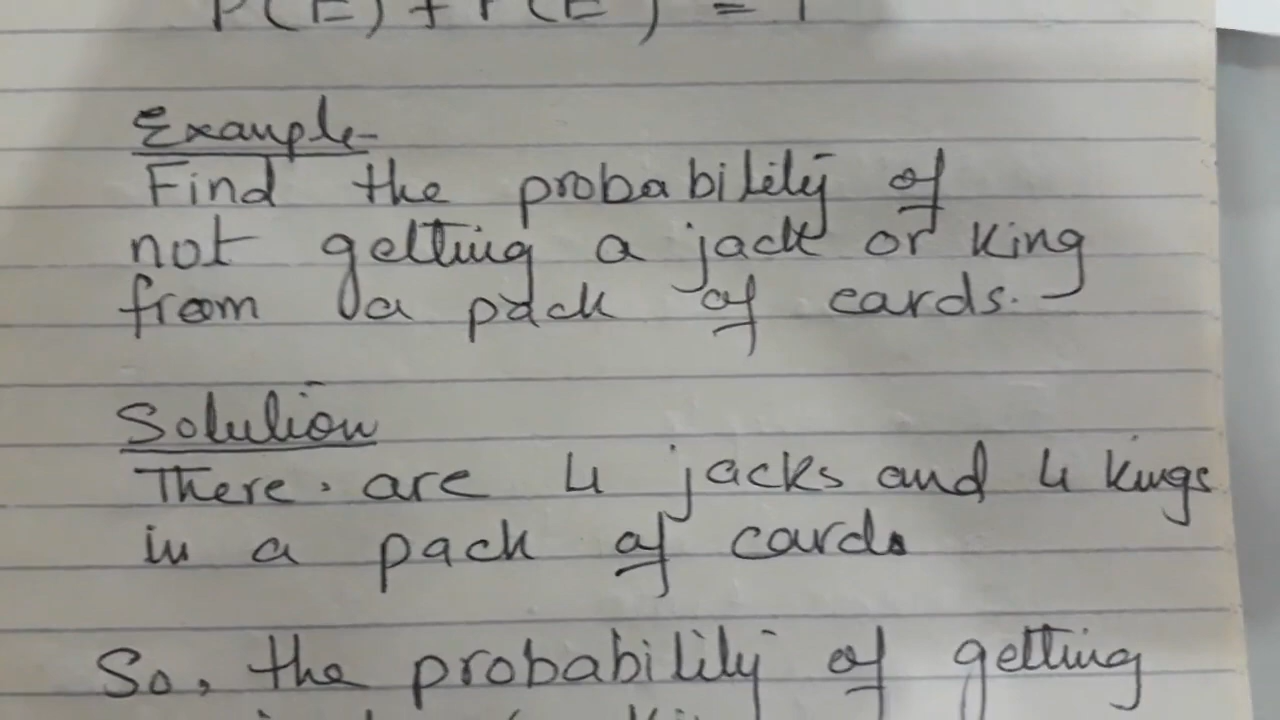 P(E) + P(E ) = 1
Example-
Find the probability of
not getting a jack or king
from a pack of cards.
Solution
There are 4 jacks and 4 kings
in a pack of cards
So, the probability of getting